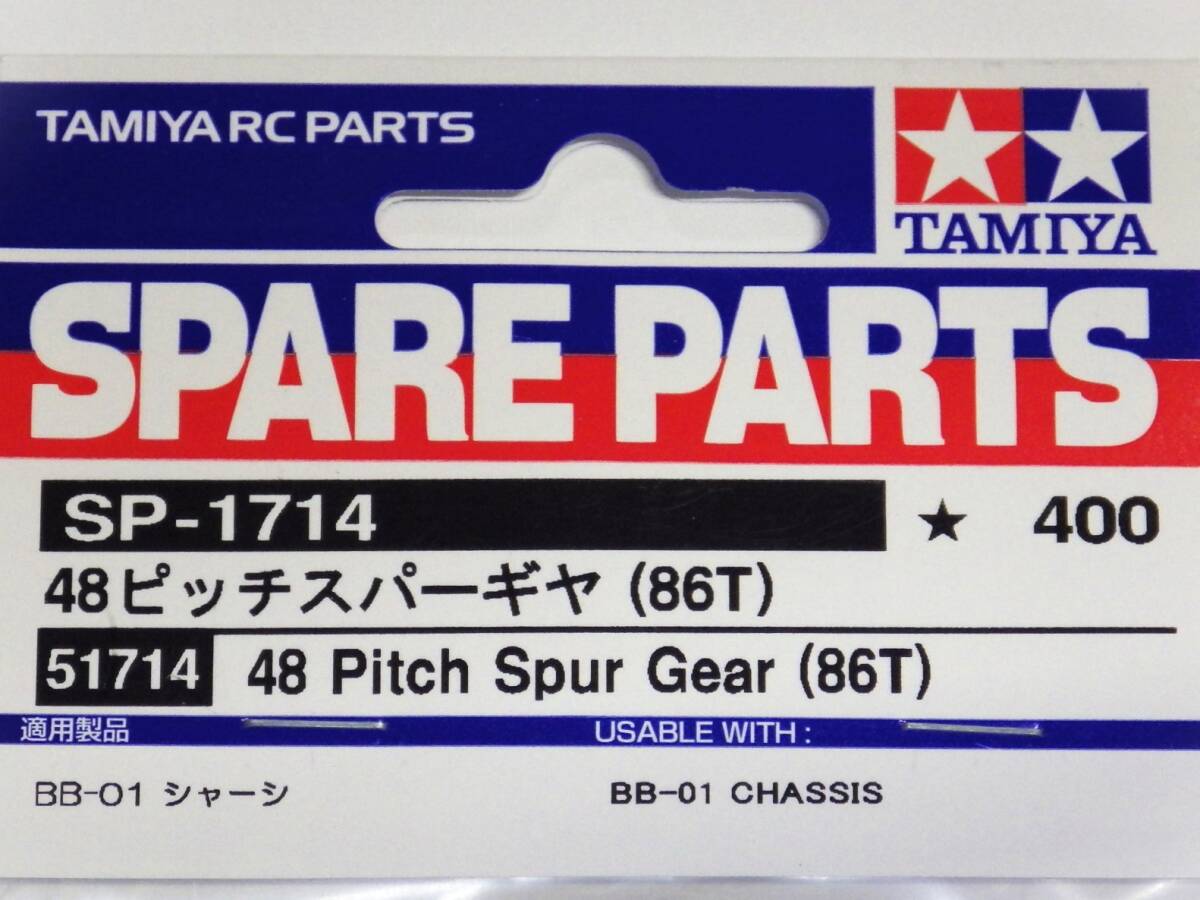 TAMIYA RC PARTS
TAMIYA
SPARE PARTS
SP-1714 ★ 400
48ピッチスパーギヤ (86T)
51714 48 Pitch Spur Gear (86T)
適用製品 USABLE WITH :
BB-01 シャーシ BB-01 CHASSIS